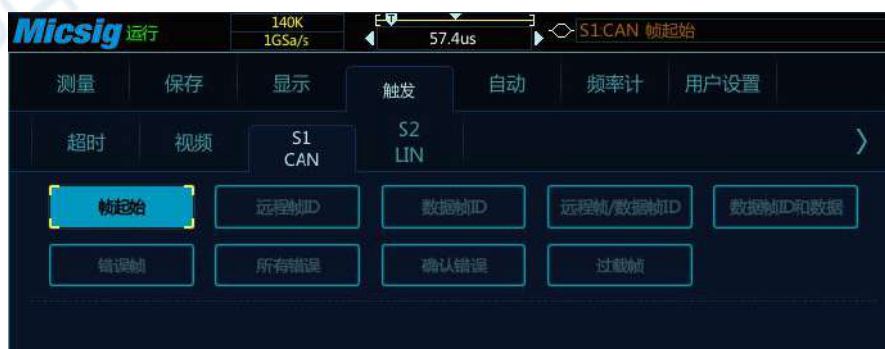 Micsig 运行 140K 57.4us S1:CAN 帧起始
1GSa/s
测量 保存 显示 触发 自动 频率计 用户设置
超时 视频 S1 CAN S2 LIN
帧起始 远程帧ID 数据帧ID 远程帧/数据帧ID 数据帧ID和数据
错误帧 所有错误 确认错误 过载帧